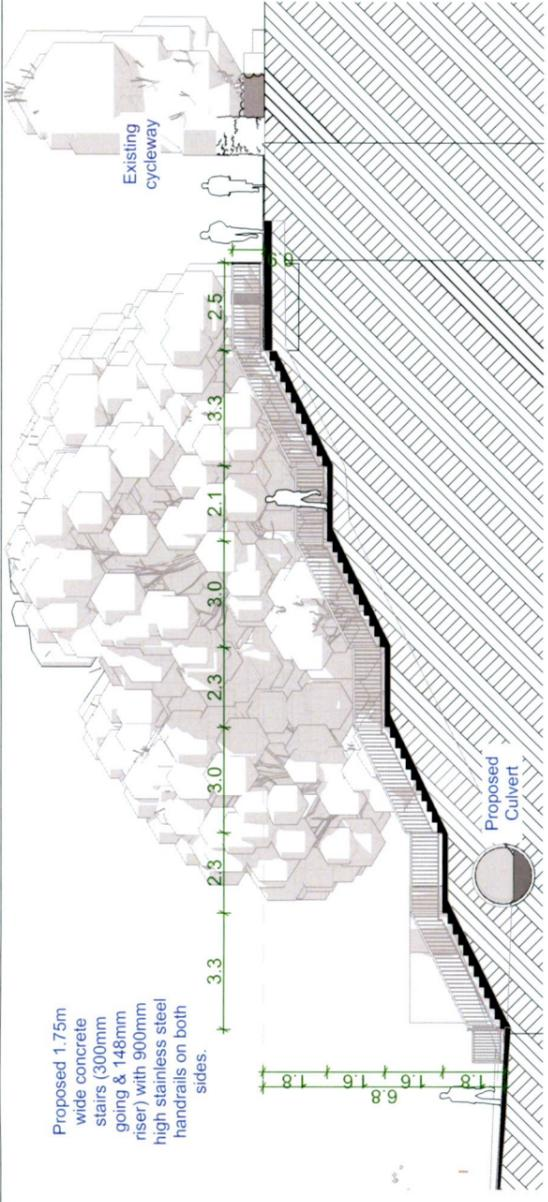 Proposed 1.75m
wide concrete
stairs (300mm
going & 148mm
riser) with 900mm
high stainless steel
handrails on both
sides.
3.3
2.3
3.0
2.3
3.0
2.1
3.3
2.5
Existing
cycleway
0.9
1.8
1.6
1.6
1.8
6.8
Proposed
Culvert